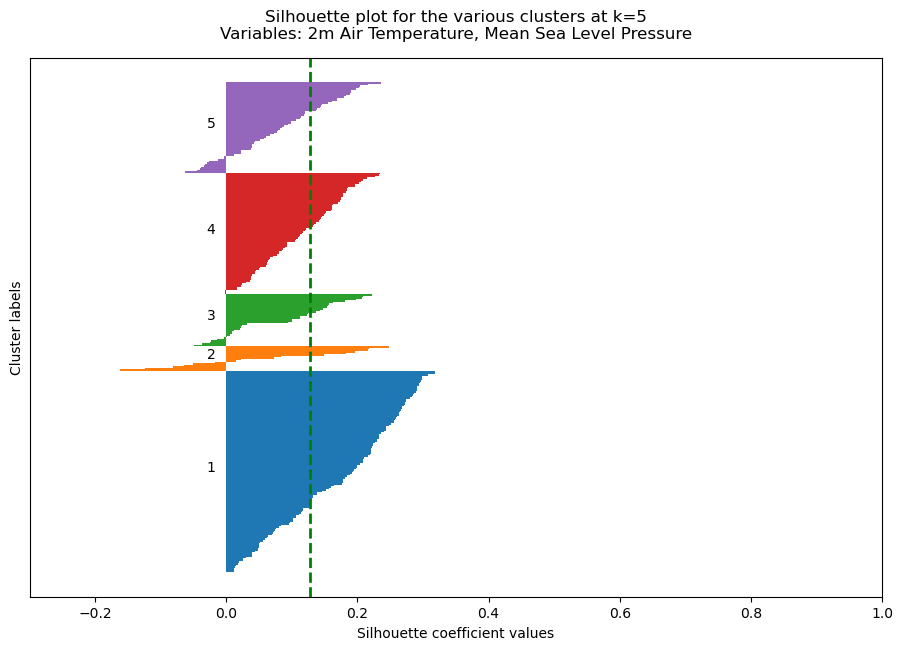 Silhouette plot for the various clusters at k=5
Variables: 2m Air Temperature, Mean Sea Level Pressure
Cluster labels
5
4
3
2
1
−0.2 0.0 0.2 0.4 0.6 0.8 1.0
Silhouette coefficient values